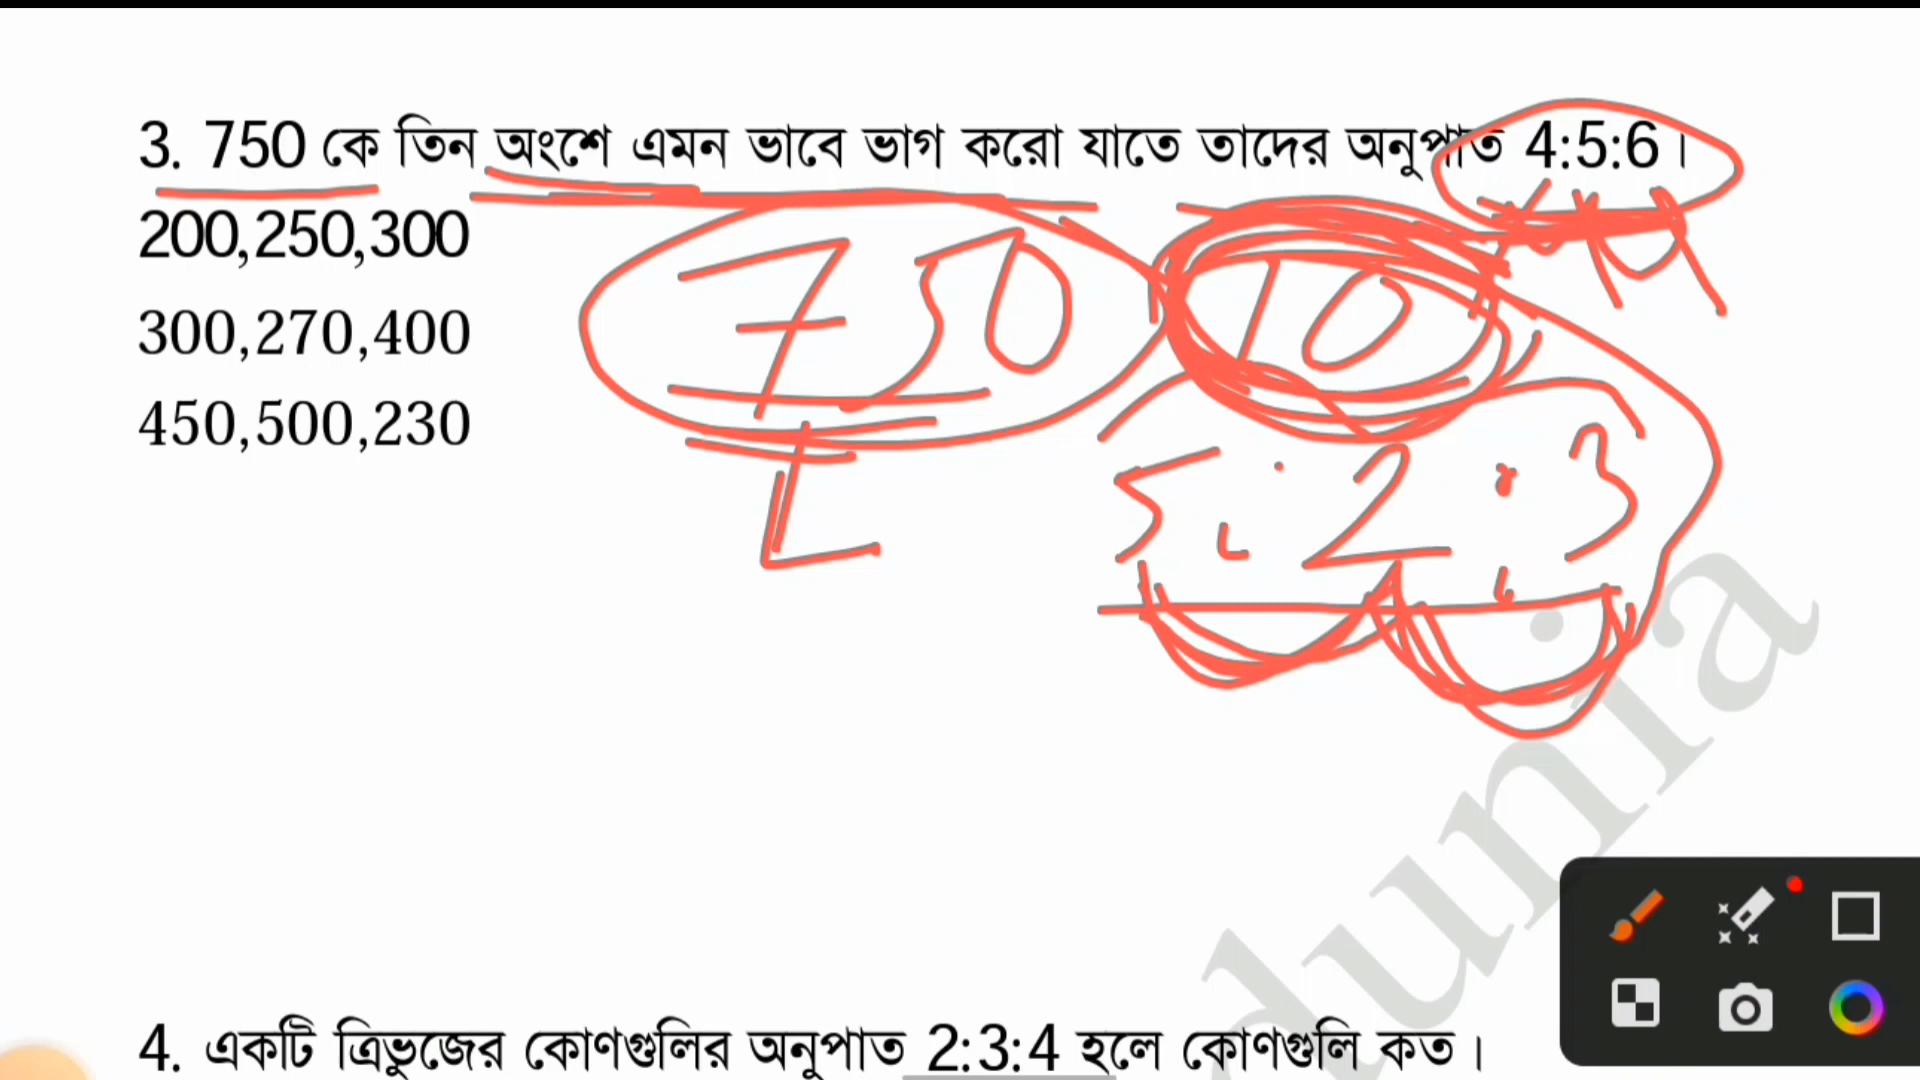 3. 750 কে তিন অংশে এমন ভাবে ভাগ করো যাতে তাদের অনুপাত 4:5:6।
200,250,300
300,270,400
450,500,230
750
10
5:2:3
4. একটি ত্রিভুজের কোণগুলির অনুপাত 2:3:4 হলে কোণগুলি কত।
dunia